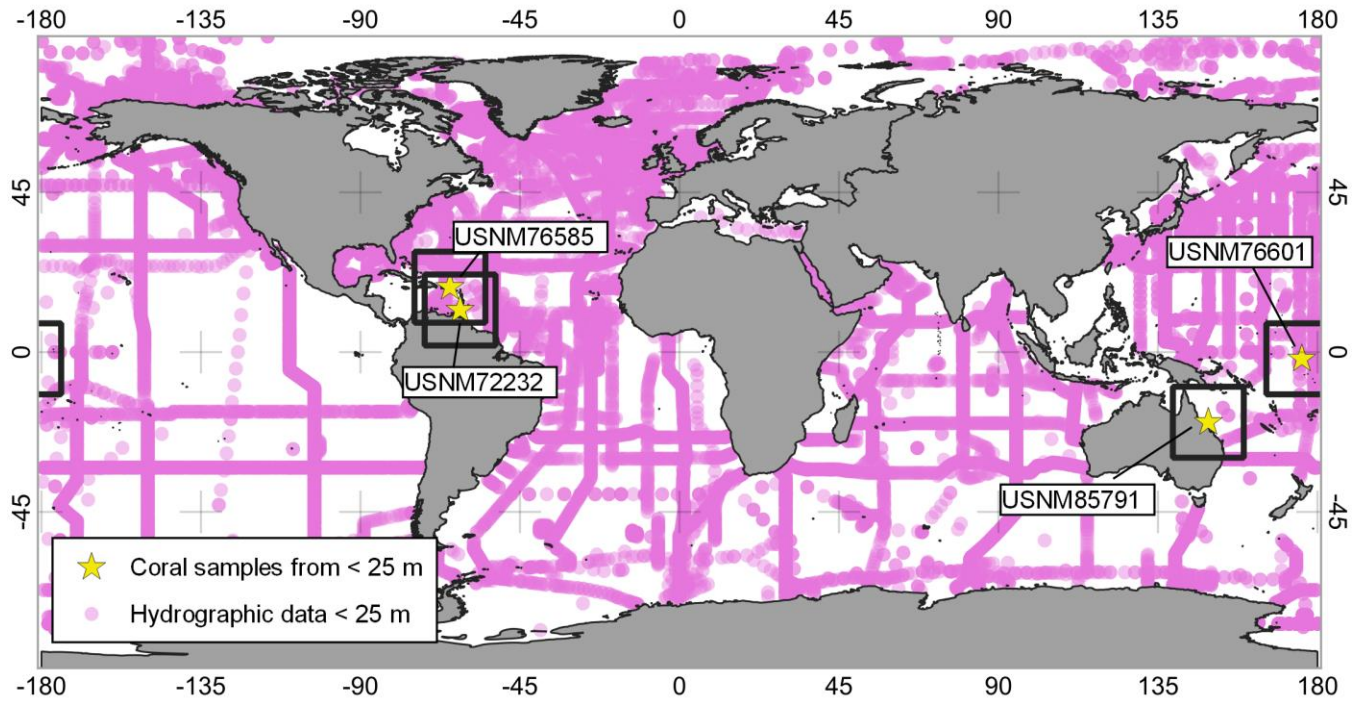 -180 -135 -90 -45 0 45 90 135 180
45 45
USNM76585
USNM76601
0 0
USNM72232
USNM85791
-45 -45
Coral samples from < 25 m
Hydrographic data < 25 m
-180 -135 -90 -45 0 45 90 135 180